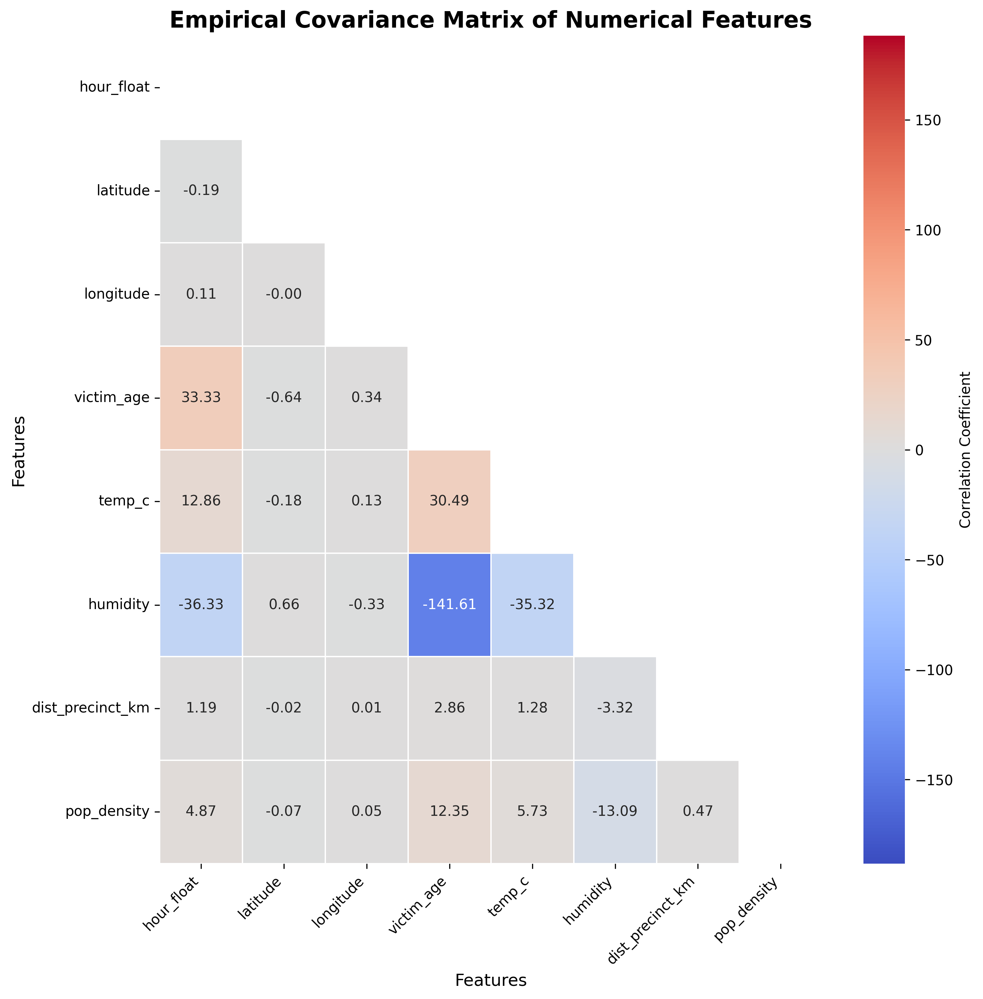 Empirical Covariance Matrix of Numerical Features
hour_float
latitude -0.19
longitude 0.11 -0.00
victim_age 33.33 -0.64 0.34
temp_c 12.86 -0.18 0.13 30.49
humidity -36.33 0.66 -0.33 -141.61 -35.32
dist_precinct_km 1.19 -0.02 0.01 2.86 1.28 -3.32
pop_density 4.87 -0.07 0.05 12.35 5.73 -13.09 0.47
hour_float latitude longitude victim_age temp_c humidity dist_precinct_km pop_density
Features
Features
150
100
50
0
−50
−100
−150
Correlation Coefficient